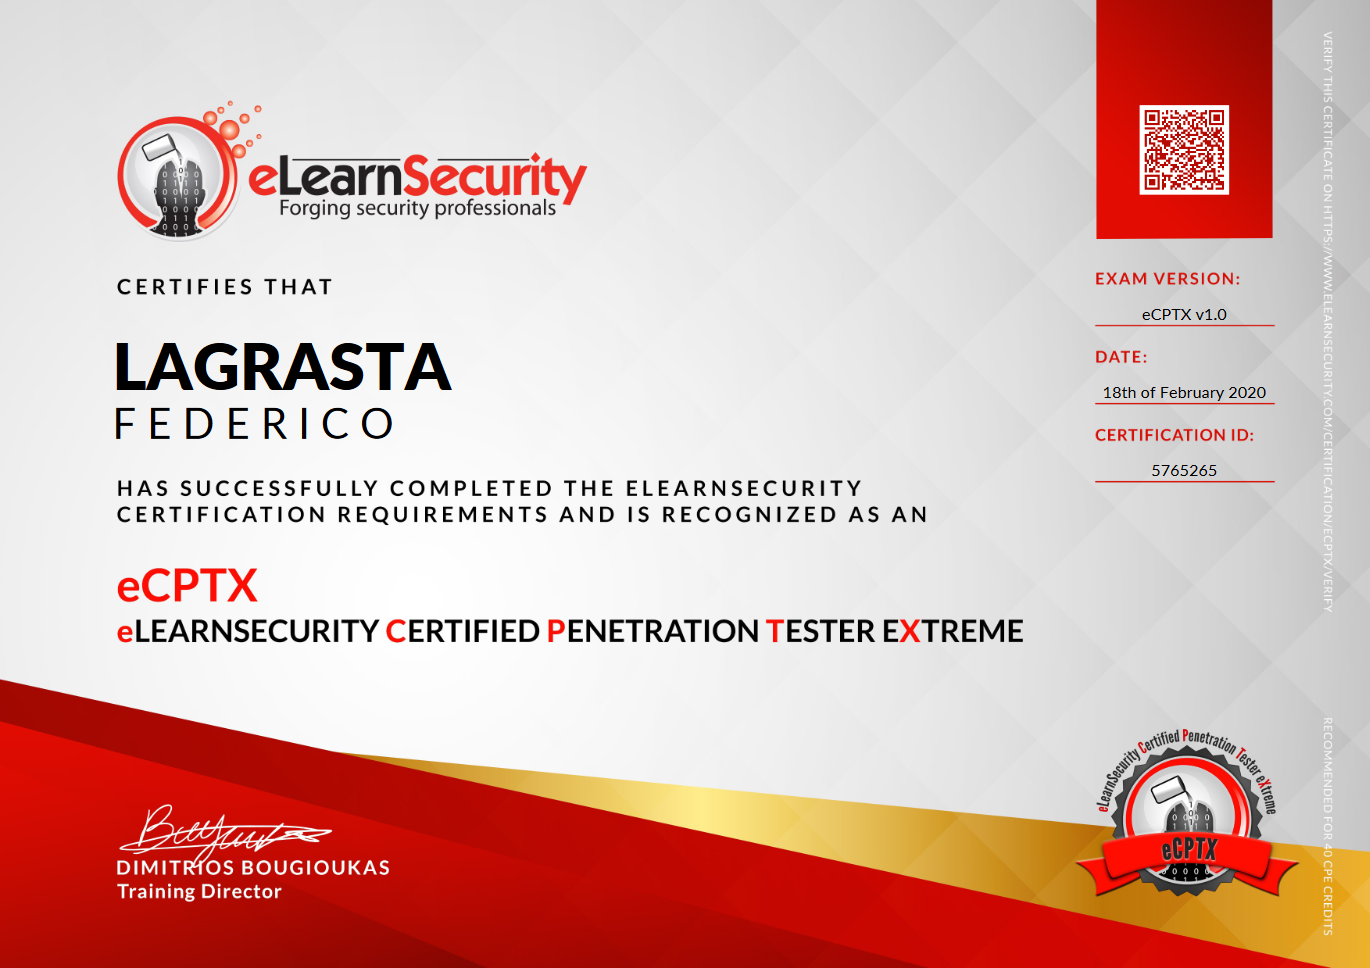 eLearnSecurity
Forging security professionals
CERTIFIES THAT
LAGRASTA
FEDERICO
HAS SUCCESSFULLY COMPLETED THE ELEARNSECURITY
CERTIFICATION REQUIREMENTS AND IS RECOGNIZED AS AN
eCPTX
eLEARNSECURITY CERTIFIED PENETRATION TESTER EXTREME
DIMITRIOS BOUGIOUKAS
Training Director
EXAM VERSION:
eCPTX v1.0
DATE:
18th of February 2020
CERTIFICATION ID:
5765265
VERIFY THIS CERTIFICATE ON HTTPS://WWW.ELEARNSECURITY.COM/CERTIFICATION/ECPTX/VERIFY
RECOMMENDED FOR 40 CPE CREDITS
eLearnSecurity Certified Penetration Tester eXtreme
eCPTX